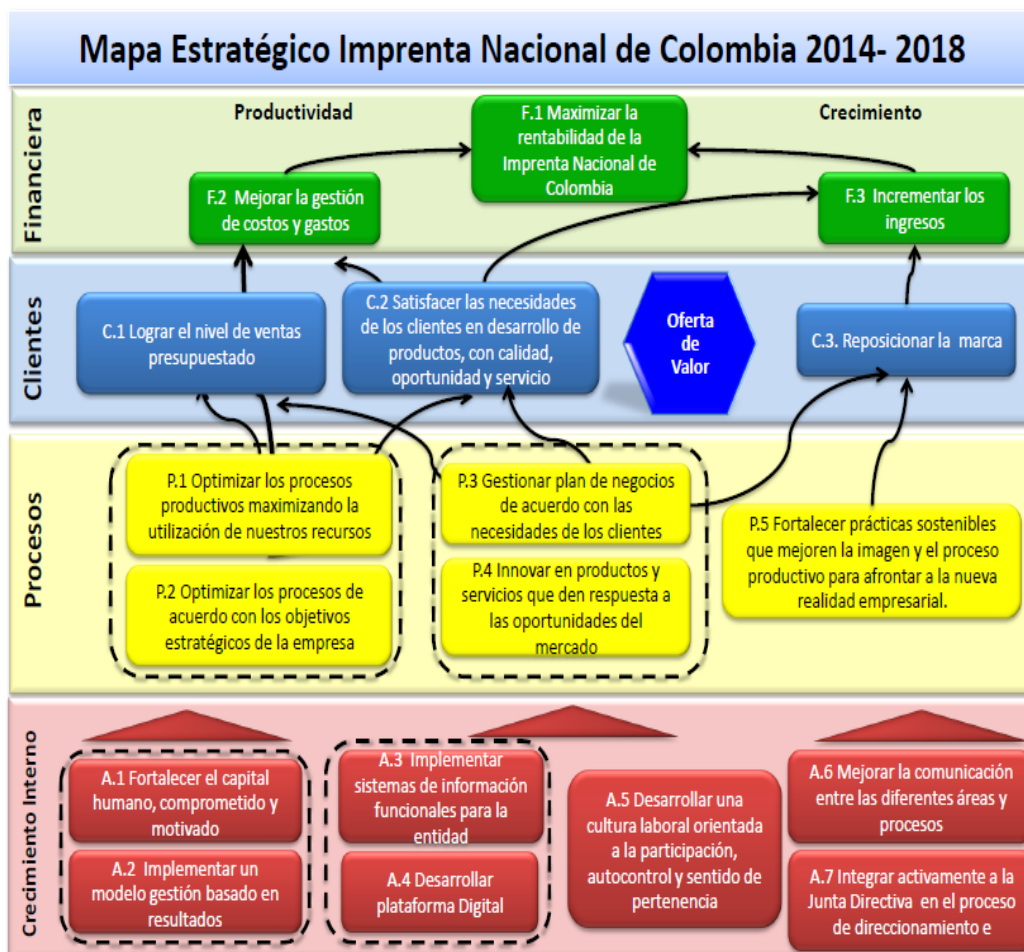 Mapa Estratégico Imprenta Nacional de Colombia 2014- 2018
Financiera
Productividad
F.1 Maximizar la
rentabilidad de la
Imprenta Nacional de
Colombia
Crecimiento
F.2 Mejorar la gestión
de costos y gastos
F.3 Incrementar los
ingresos
Clientes
C.1 Lograr el nivel de ventas
presupuestado
C.2 Satisfacer las necesidades
de los clientes en desarrollo de
productos, con calidad,
oportunidad y servicio
Oferta
de
Valor
C.3. Reposicionar la marca
Procesos
P.1 Optimizar los procesos
productivos maximizando la
utilización de nuestros recursos
P.2 Optimizar los procesos de
acuerdo con los objetivos
estratégicos de la empresa
P.3 Gestionar plan de negocios
de acuerdo con las
necesidades de los clientes
P.4 Innovar en productos y
servicios que den respuesta a
las oportunidades del
mercado
P.5 Fortalecer prácticas sostenibles
que mejoren la imagen y el proceso
productivo para afrontar a la nueva
realidad empresarial.
Crecimiento Interno
A.1 Fortalecer el capital
humano, comprometido y
motivado
A.2 Implementar un
modelo gestión basado en
resultados
A.3 Implementar
sistemas de información
funcionales para la
entidad
A.4 Desarrollar
plataforma Digital
A.5 Desarrollar una
cultura laboral orientada
a la participación,
autocontrol y sentido de
pertenencia
A.6 Mejorar la comunicación
entre las diferentes áreas y
procesos
A.7 Integrar activamente a la
Junta Directiva en el proceso
de direccionamiento e